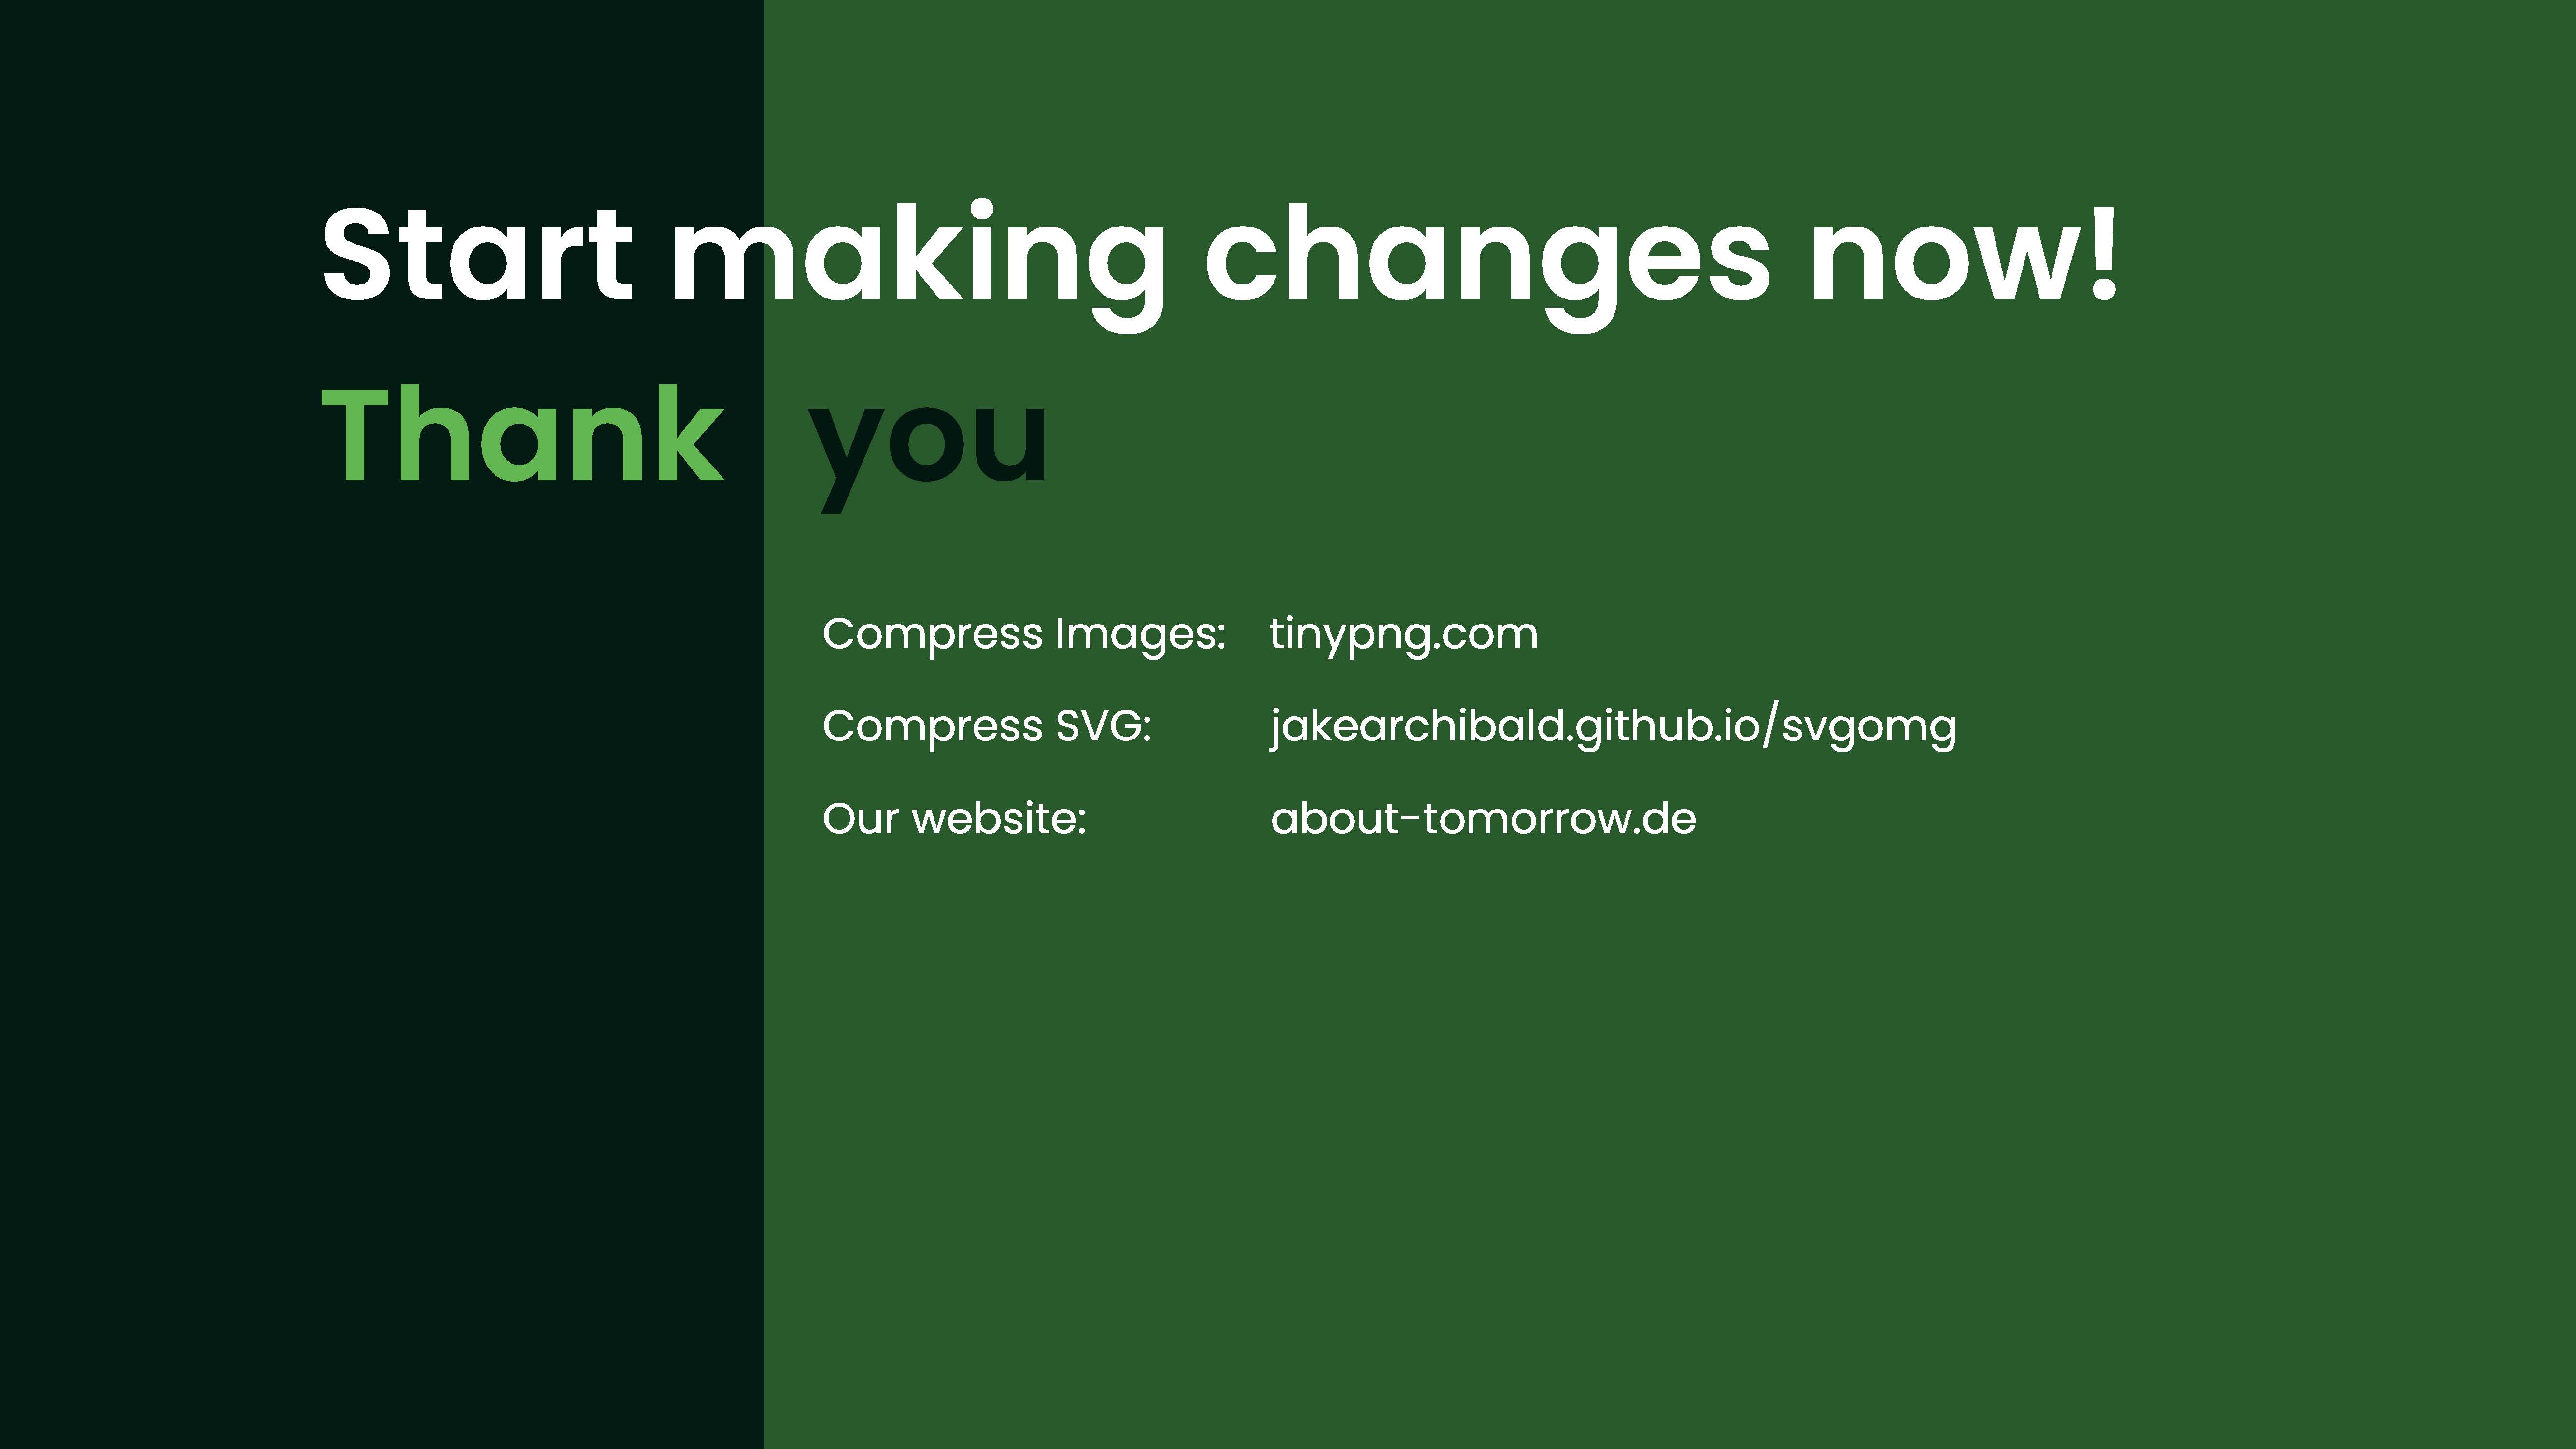 Start making changes now!
Thank you
Compress Images: tinypng.com
Compress SVG: jakearchibald.github.io/svgomg
Our website: about-tomorrow.de